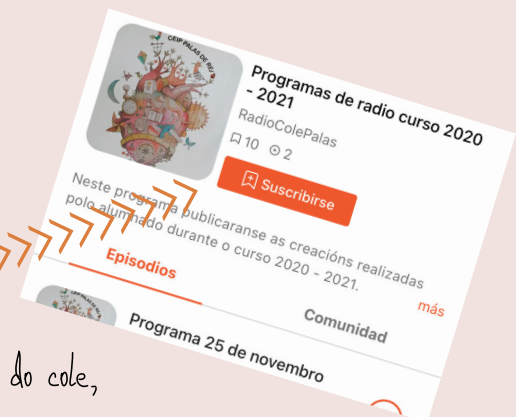 CEIP PALAS DE REI
Programas de radio curso 2020
- 2021
RadioColePalas
10 2
Suscribirse
Neste programa publicaranse as creacións realizadas
polo alumnado durante o curso 2020 - 2021.
más
Episodios
Comunidad
Programa 25 de novembro
do cole,